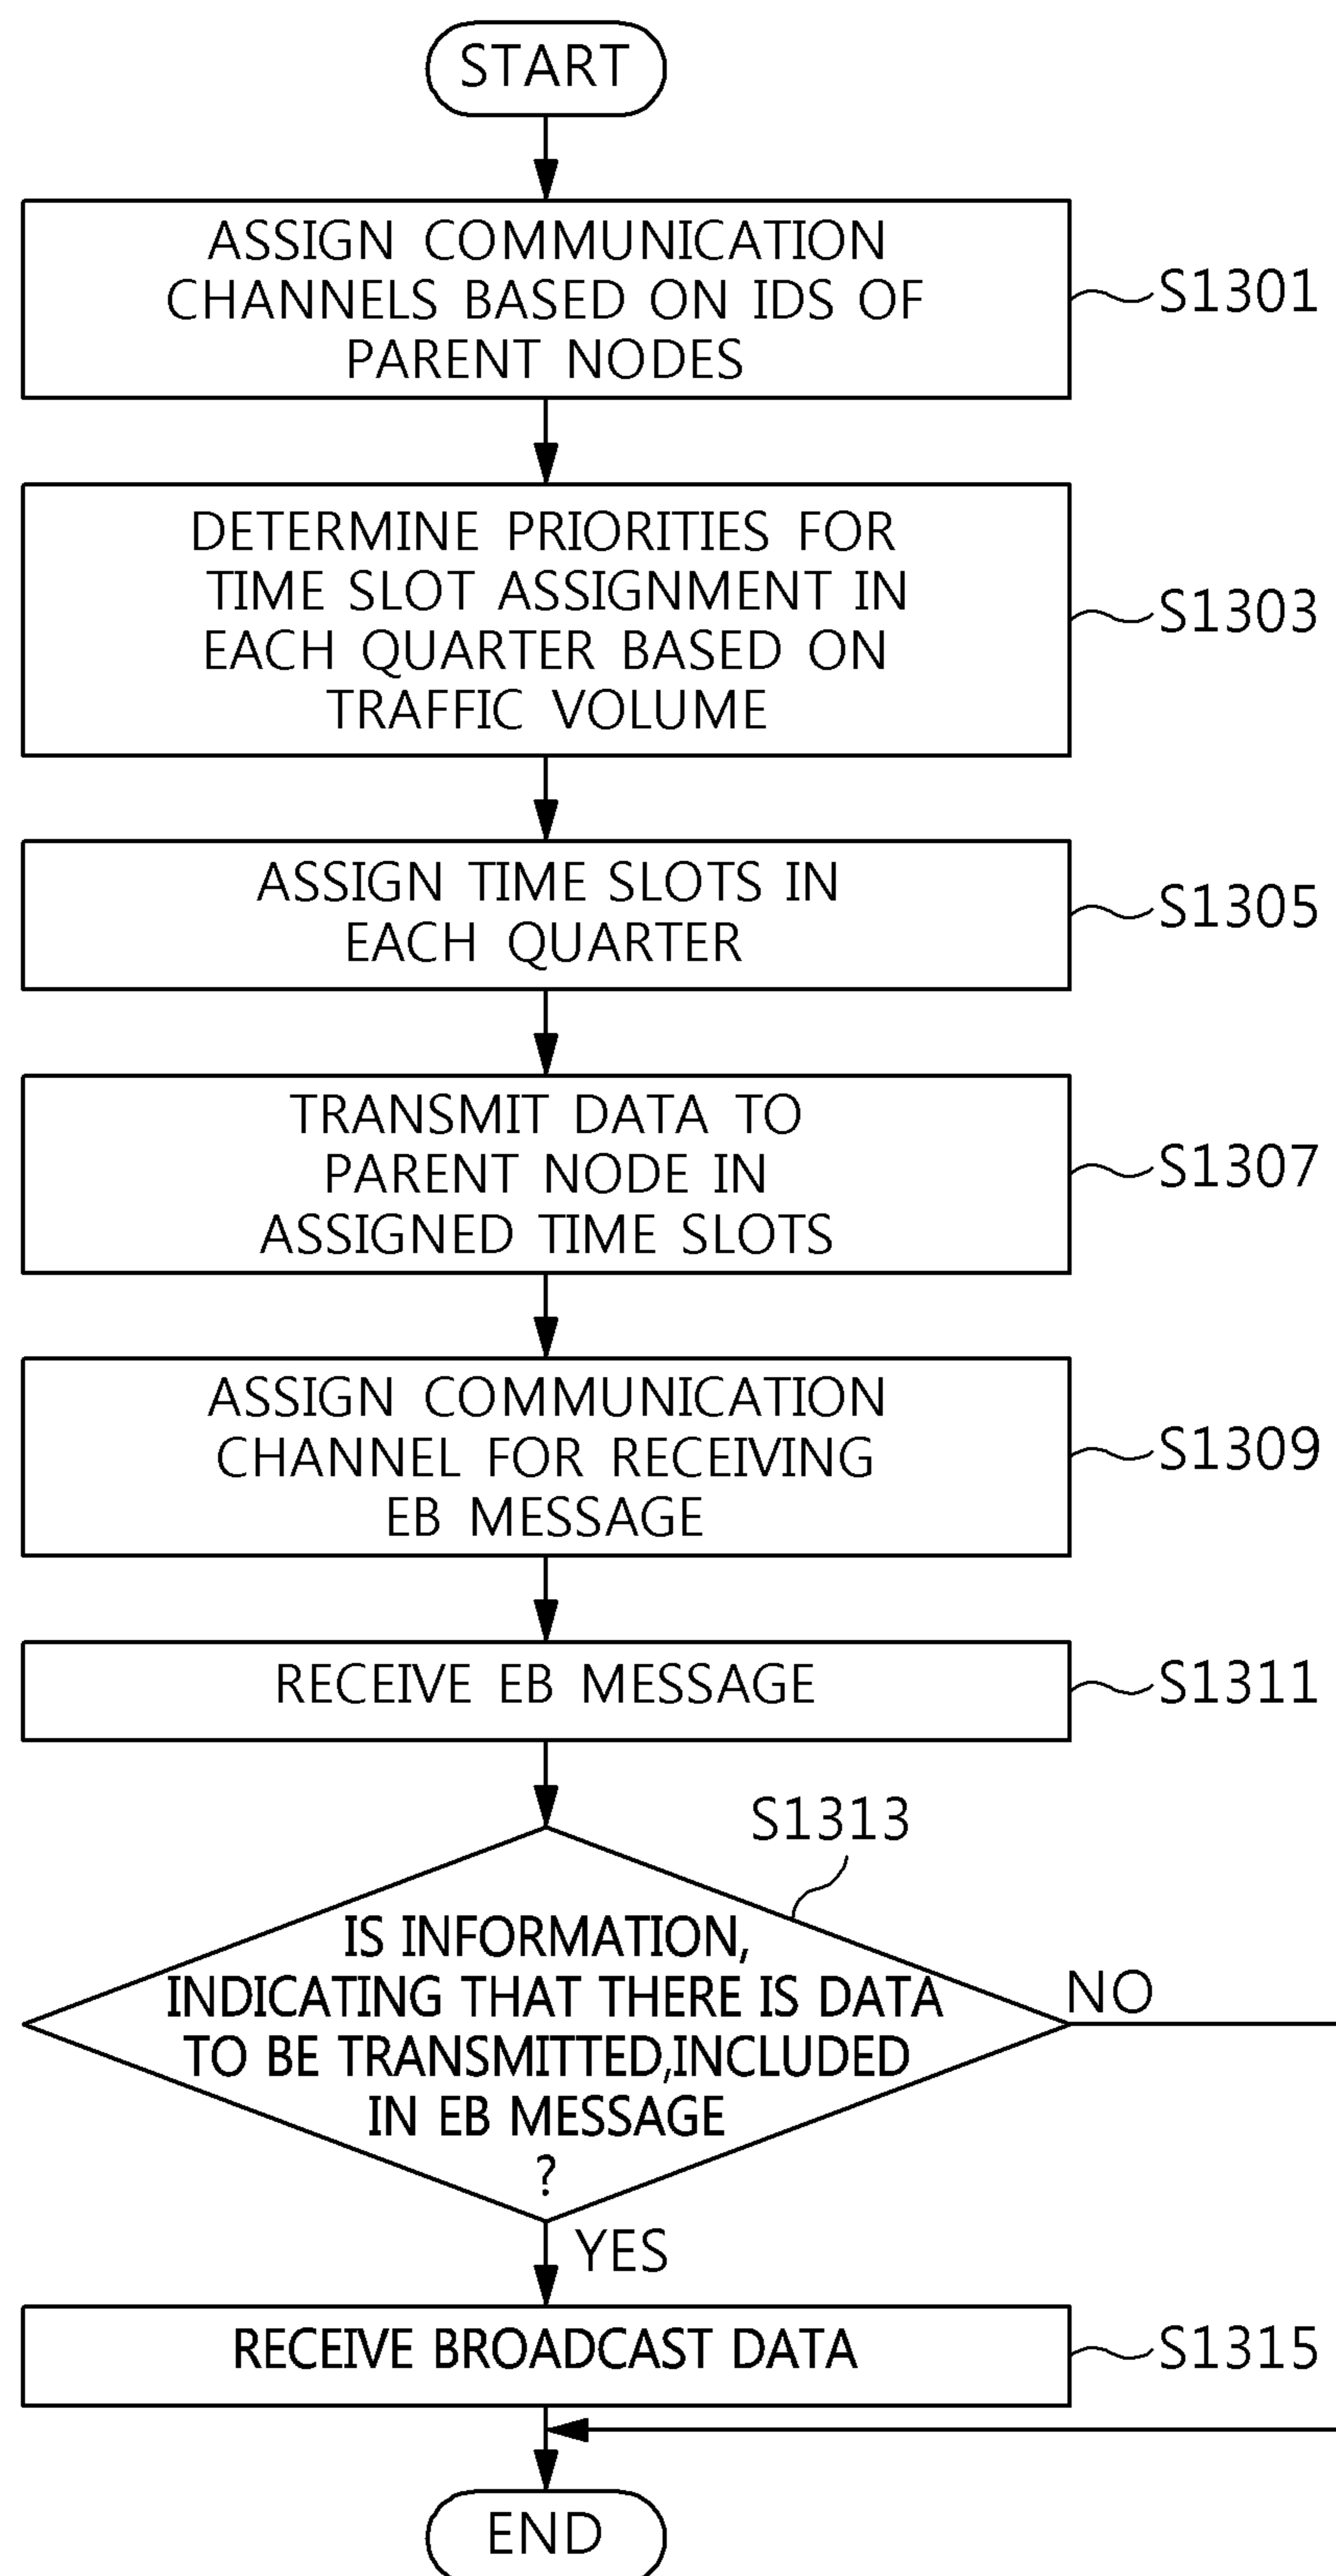 START
ASSIGN COMMUNICATION
CHANNELS BASED ON IDS OF
PARENT NODES
S1301
DETERMINE PRIORITIES FOR
TIME SLOT ASSIGNMENT IN
EACH QUARTER BASED ON
TRAFFIC VOLUME
S1303
ASSIGN TIME SLOTS IN
EACH QUARTER
S1305
TRANSMIT DATA TO
PARENT NODE IN
ASSIGNED TIME SLOTS
S1307
ASSIGN COMMUNICATION
CHANNEL FOR RECEIVING
EB MESSAGE
S1309
RECEIVE EB MESSAGE
S1311
S1313
IS INFORMATION,
INDICATING THAT THERE IS DATA
TO BE TRANSMITTED,INCLUDED
IN EB MESSAGE
?
NO
YES
RECEIVE BROADCAST DATA
S1315
END